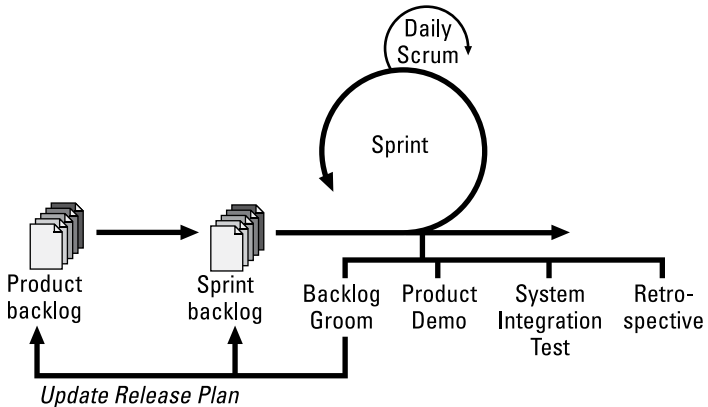 Daily
Scrum
Sprint
Product
backlog
Sprint
backlog
Backlog
Groom
Product
Demo
System
Integration
Test
Retro-
spective
Update Release Plan